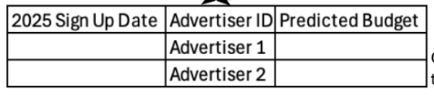 2025 Sign Up Date Advertiser ID Predicted Budget
Advertiser 1
Advertiser 2